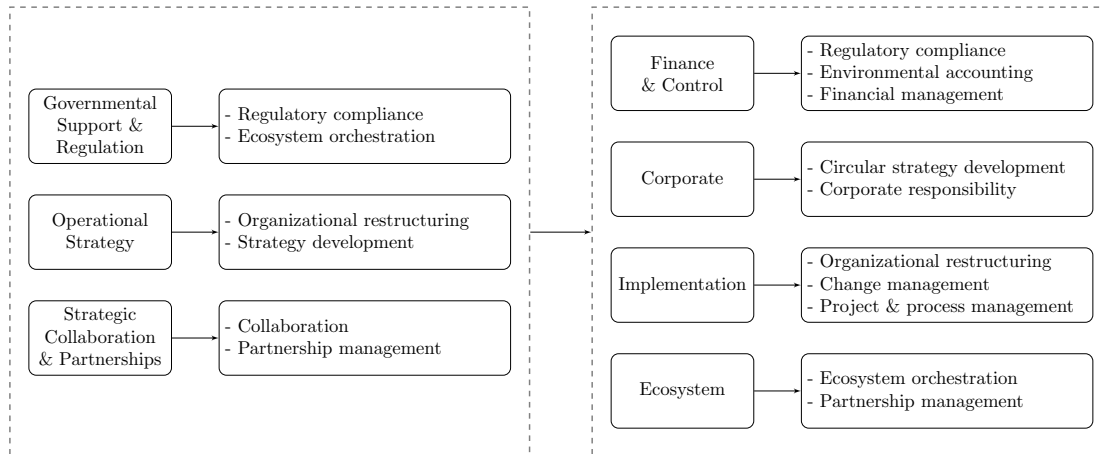 Governmental
Support &
Regulation
- Regulatory compliance
- Ecosystem orchestration
Operational
Strategy
- Organizational restructuring
- Strategy development
Strategic
Collaboration
& Partnerships
- Collaboration
- Partnership management
Finance
& Control
- Regulatory compliance
- Environmental accounting
- Financial management
Corporate
- Circular strategy development
- Corporate responsibility
Implementation
- Organizational restructuring
- Change management
- Project & process management
Ecosystem
- Ecosystem orchestration
- Partnership management